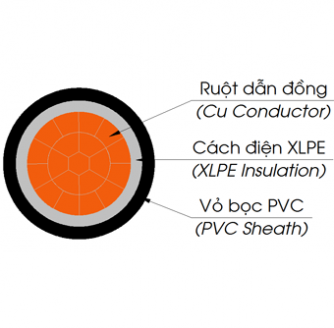 Ruột dẫn đồng
(Cu Conductor)
Cách điện XLPE
(XLPE Insulation)
Vỏ bọc PVC
(PVC Sheath)